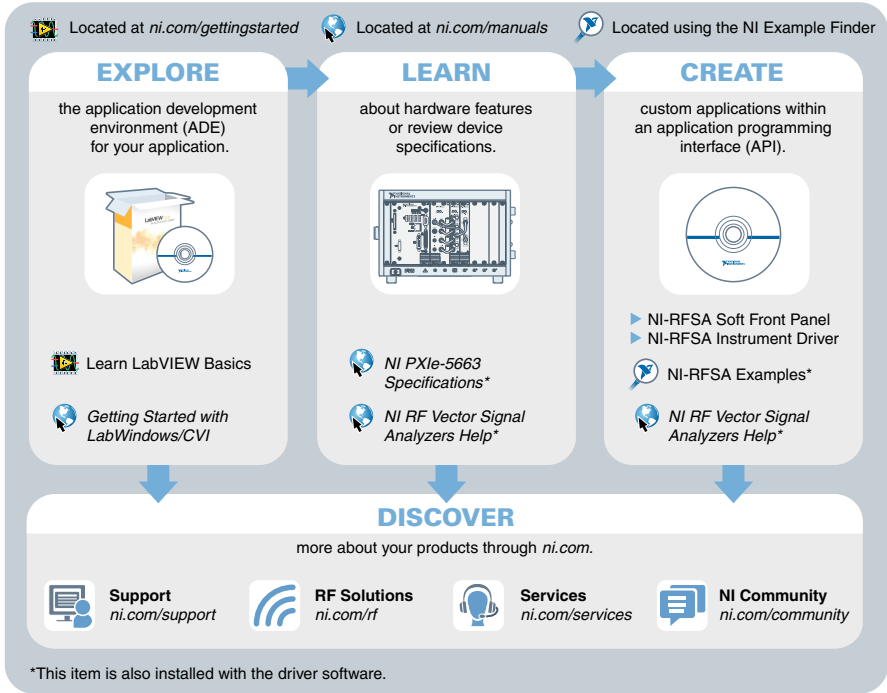 Located at ni.com/gettingstarted
Located at ni.com/manuals
Located using the NI Example Finder
EXPLORE
the application development
environment (ADE)
for your application.
LabVIEW
Learn LabVIEW Basics
Getting Started with
LabWindows/CVI
LEARN
about hardware features
or review device
specifications.
NI PXIe-5663
Specifications*
NI RF Vector Signal
Analyzers Help*
CREATE
custom applications within
an application programming
interface (API).
NI-RFSA Soft Front Panel
NI-RFSA Instrument Driver
NI-RFSA Examples*
NI RF Vector Signal
Analyzers Help*
DISCOVER
more about your products through ni.com.
Support
ni.com/support
RF Solutions
ni.com/rf
Services
ni.com/services
NI Community
ni.com/community
*This item is also installed with the driver software.